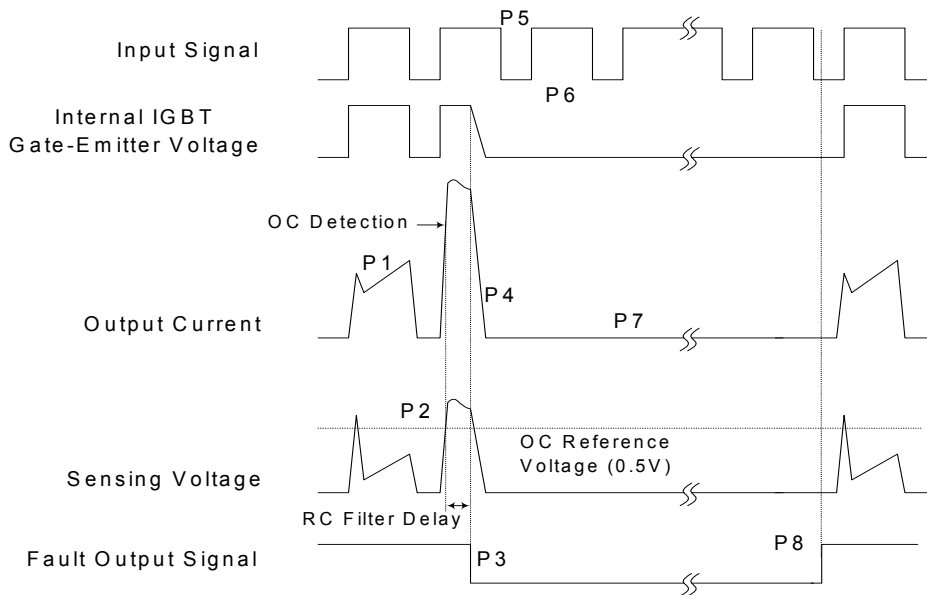 P5
Input Signal
P6
Internal IGBT
Gate-Emitter Voltage
OC Detection
P1
P4
Output Current
P7
P2
OC Reference
Voltage (0.5V)
Sensing Voltage
RC Filter Delay
Fault Output Signal
P3
P8